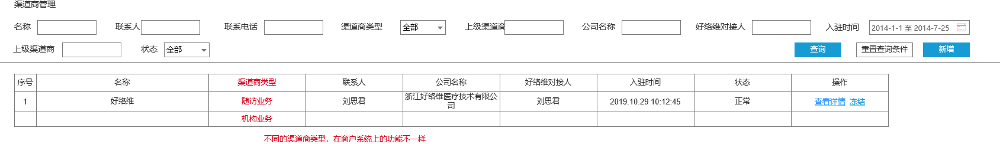 渠道商管理
名称 联系人 联系电话 渠道商类型 全部 上级渠道商 公司名称 好络维对接人 入驻时间 2014-1-1 至 2014-7-25
上级渠道商 状态 全部 查询 重置查询条件 新增
序号 名称 渠道商类型 联系人 公司名称 好络维对接人 入驻时间 状态 操作
1 好络维 随访业务 刘思君 浙江好络维医疗技术有限公司 刘思君 2019.10.29 10:12:45 正常 查看详情 冻结
机构业务
不同的渠道商类型，在商户系统上的功能不一样